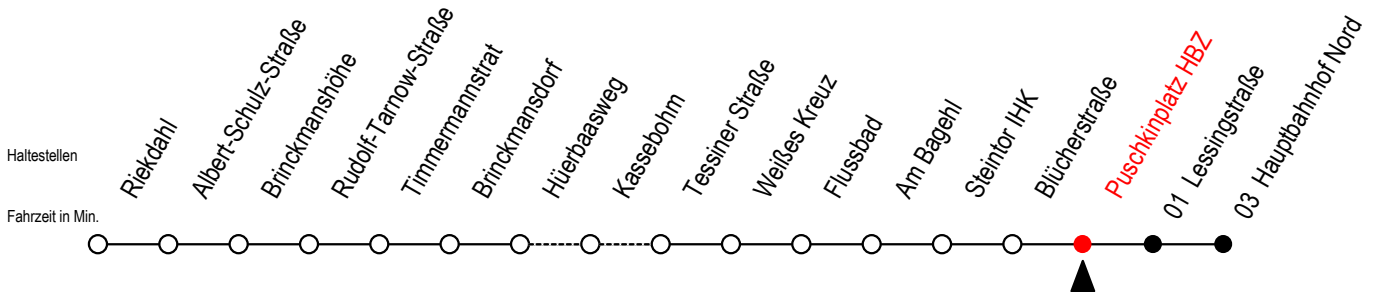 Haltestellen
Fahrzeit in Min.
Riekdahl
Albert-Schulz-Straße
Brinckmanshöhe
Rudolf-Tarnow-Straße
Timmermannstrat
Brinckmansdorf
Hüerbaasweg
Kassebohm
Tessiner Straße
Weißes Kreuz
Flussbad
Am Bagehl
Steintor IHK
Blücherstraße
Puschkinplatz HBZ
01 Lessingstraße
03 Hauptbahnhof Nord